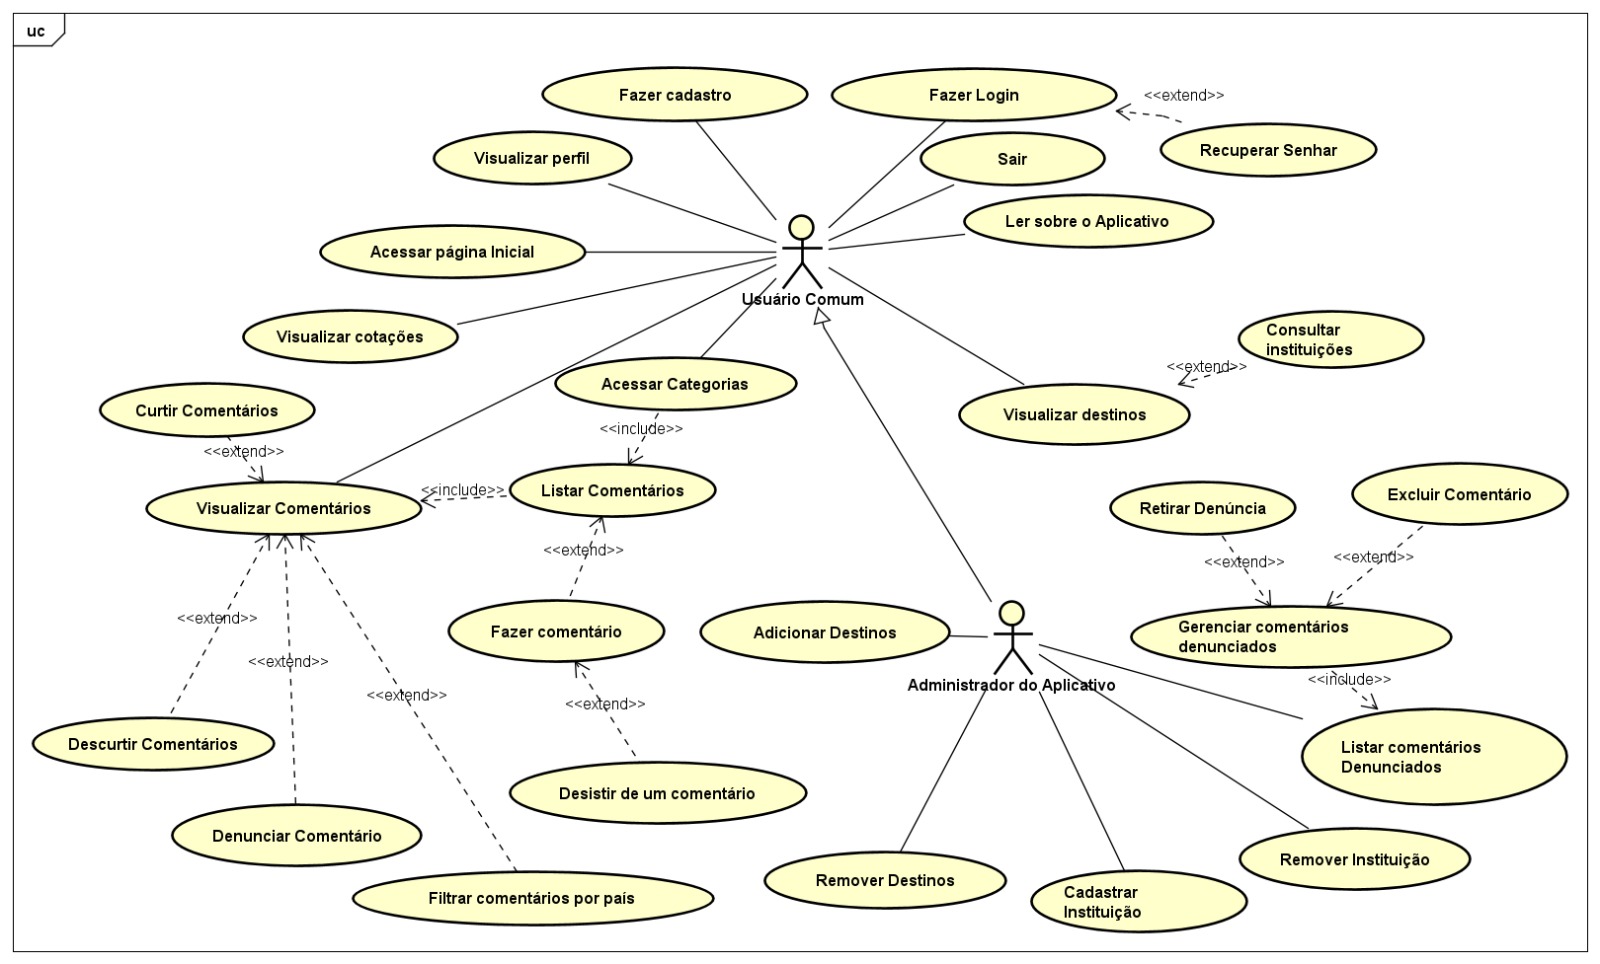 uc
Fazer cadastro
Fazer Login
<<extend>>
Recuperar Senhar
Visualizar perfil
Sair
Ler sobre o Aplicativo
Acessar página Inicial
Usuário Comum
Visualizar cotações
Consultar
instituições
<<extend>>
Acessar Categorias
Visualizar destinos
Curtir Comentários
<<extend>>
<<include>>
Listar Comentários
<<include>>
Visualizar Comentários
Retirar Denúncia
Excluir Comentário
<<extend>>
<<extend>>
<<extend>>
Fazer comentário
Adicionar Destinos
Gerenciar comentários
denunciados
<<extend>>
<<extend>>
<<extend>>
<<extend>>
<<include>>
Administrador do Aplicativo
Descurtir Comentários
Listar comentários
Denunciados
Desistir de um comentário
Denunciar Comentário
Remover Instituição
Remover Destinos
Cadastrar
Instituição
Filtrar comentários por país